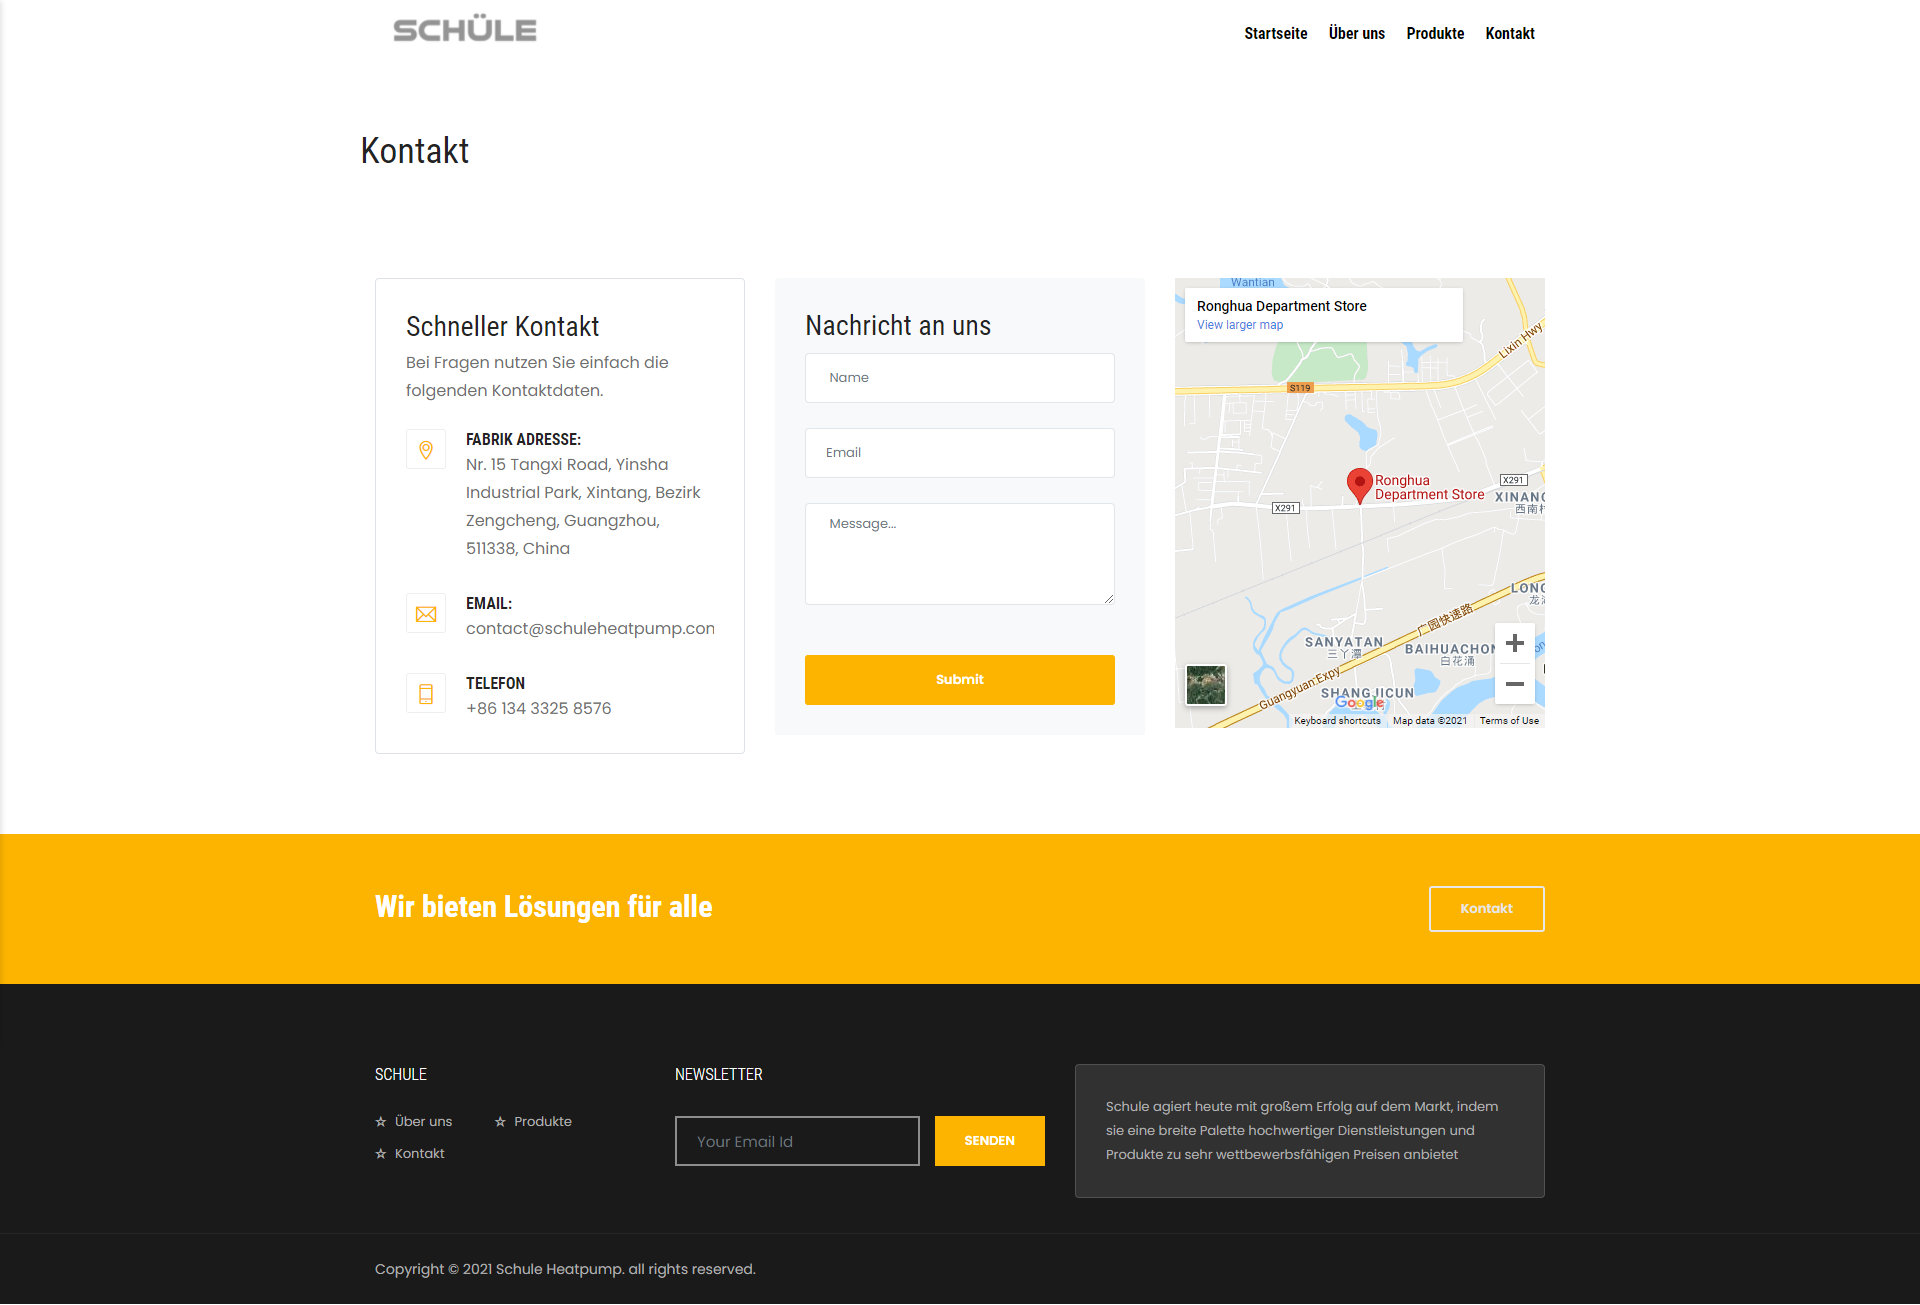 SCHÜLE
Startseite Über uns Produkte Kontakt
Kontakt
Schneller Kontakt
Bei Fragen nutzen Sie einfach die
folgenden Kontaktdaten.
FABRIK ADRESSE:
Nr. 15 Tangxi Road, Yinsha
Industrial Park, Xintang, Bezirk
Zengcheng, Guangzhou,
511338, China
EMAIL:
contact@schuleheatpump.con
TELEFON
+86 134 3325 8576
Nachricht an uns
Name
Email
Message...
Submit
Wantian
Ronghua Department Store
View larger map
Lixin Hwy
S119
Ronghua
Department Store
X291
XINANG
西南村
X291
LONG
广园快速路
SANYATAN
三丫潭
BAIHUACHON
白花涌
Guangyuan Expy
SHANGJICUN
Google
Keyboard shortcuts Map data ©2021 Terms of Use
Wir bieten Lösungen für alle
Kontakt
SCHULE
Über uns
Produkte
Kontakt
NEWSLETTER
Your Email Id
SENDEN
Schule agiert heute mit großem Erfolg auf dem Markt, indem
sie eine breite Palette hochwertiger Dienstleistungen und
Produkte zu sehr wettbewerbsfähigen Preisen anbietet
Copyright © 2021 Schule Heatpump. all rights reserved.